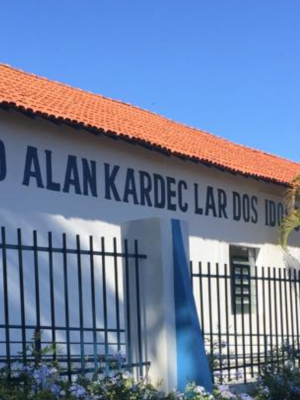 O ALAN KARDEC LAR DOS IDO